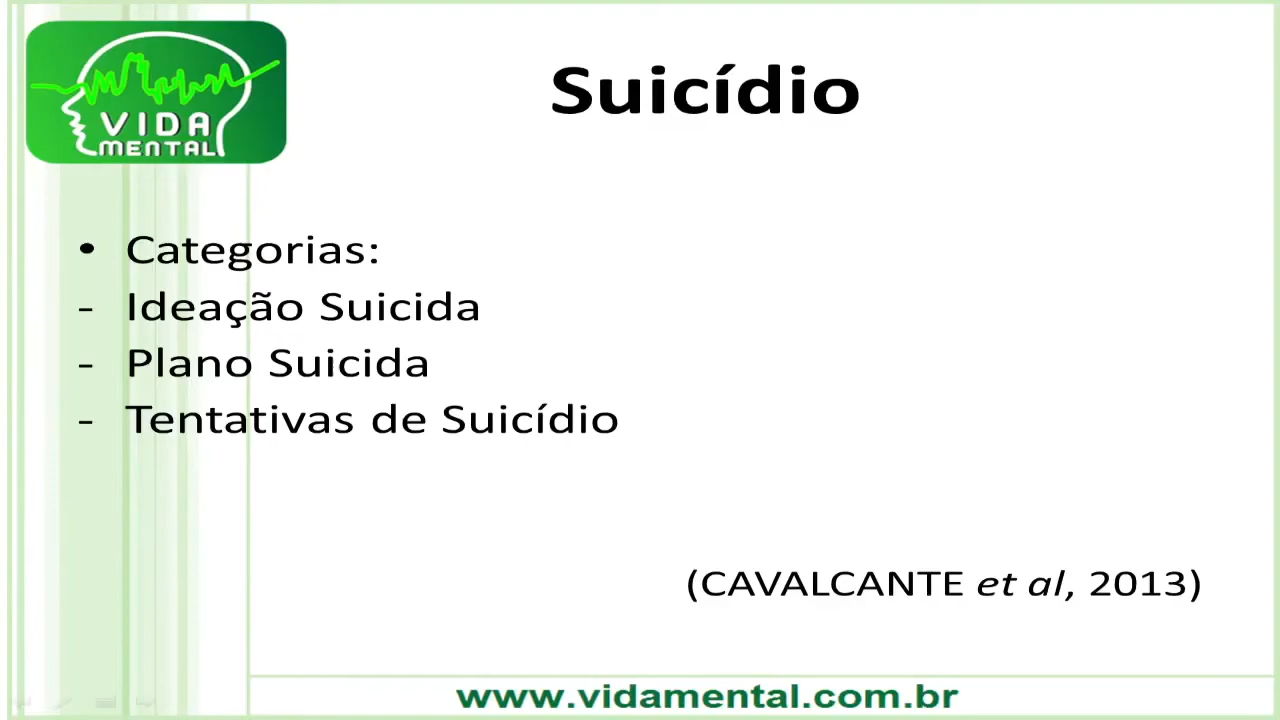 VIDA
MENTAL
Suicídio
• Categorias:
- Ideação Suicida
- Plano Suicida
- Tentativas de Suicídio
(CAVALCANTE et al, 2013)
www.vidamental.com.br